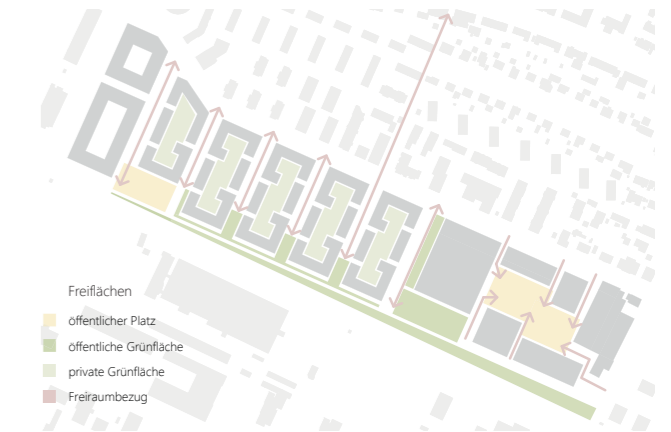 Freiflächen
öffentlicher Platz
öffentliche Grünfläche
private Grünfläche
Freiraumbezug